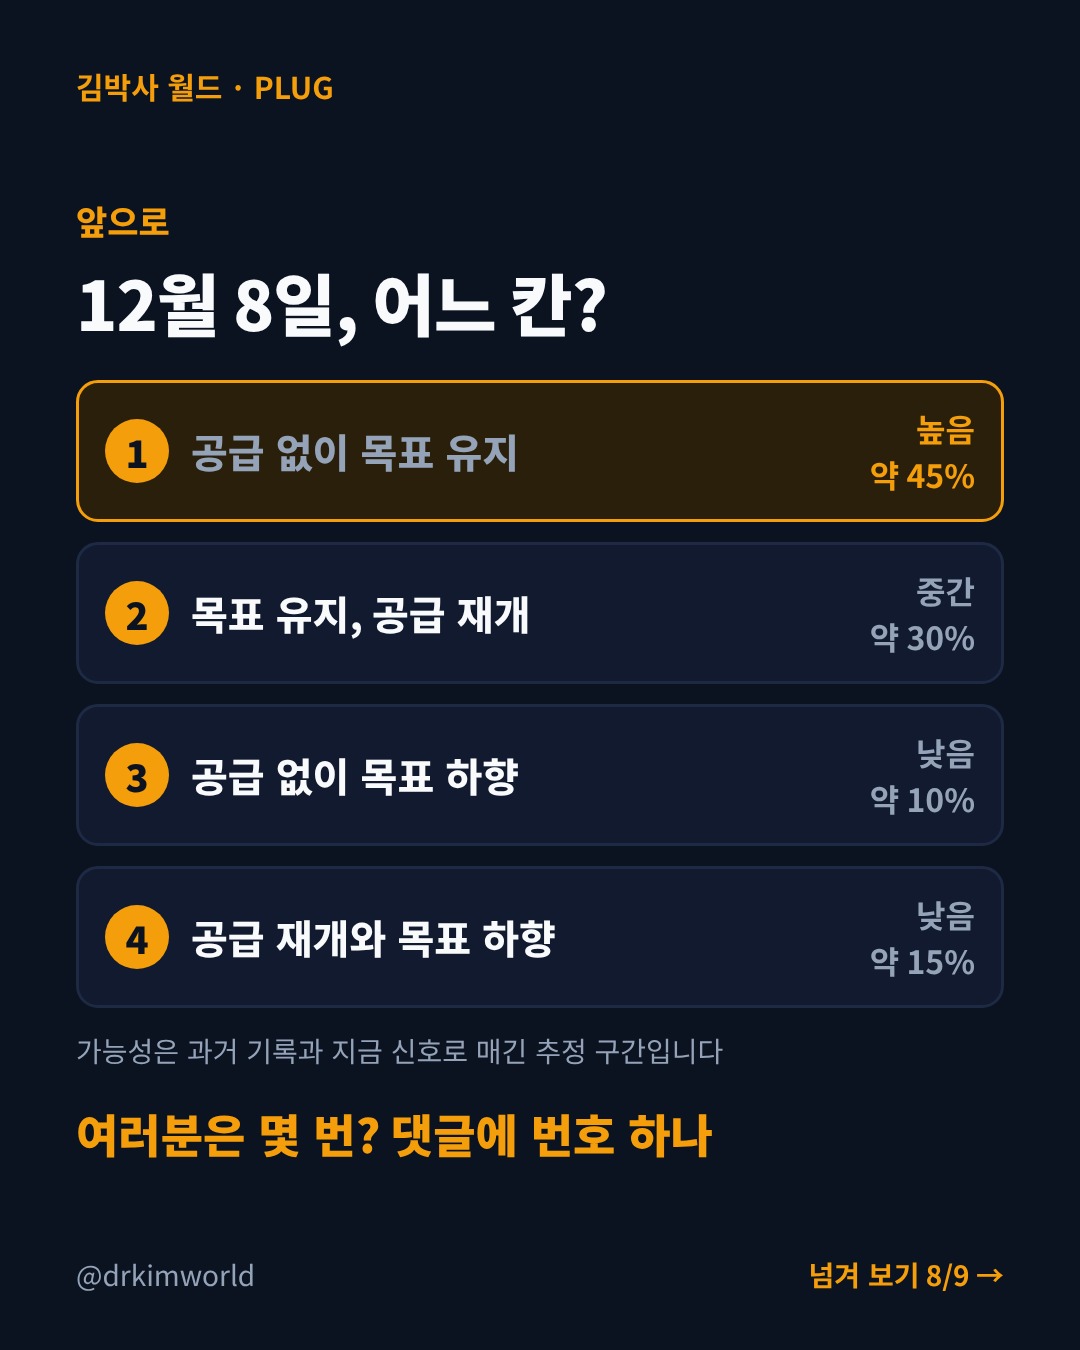 김박사 월드 · PLUG
앞으로
12월 8일, 어느 칸?
1 공급 없이 목표 유지
높음
약 45%
2 목표 유지, 공급 재개
중간
약 30%
3 공급 없이 목표 하향
낮음
약 10%
4 공급 재개와 목표 하향
낮음
약 15%
가능성은 과거 기록과 지금 신호로 매긴 추정 구간입니다
여러분은 몇 번? 댓글에 번호 하나
@drkimworld
넘겨 보기 8/9 →